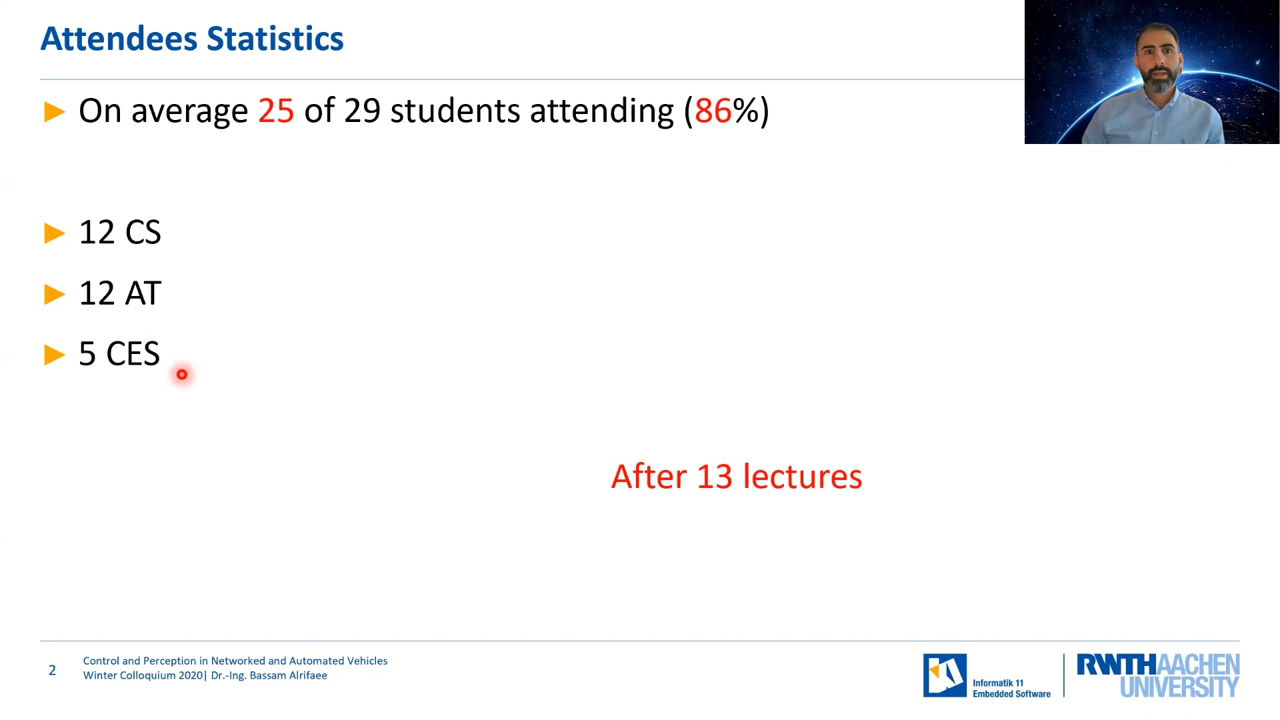 Attendees Statistics
On average 25 of 29 students attending (86%)
12 CS
12 AT
5 CES
After 13 lectures
2
Control and Perception in Networked and Automated Vehicles
Winter Colloquium 2020| Dr.-Ing. Bassam Alrifaee
Informatik 11
Embedded Software
RWTHAACHEN
UNIVERSITY